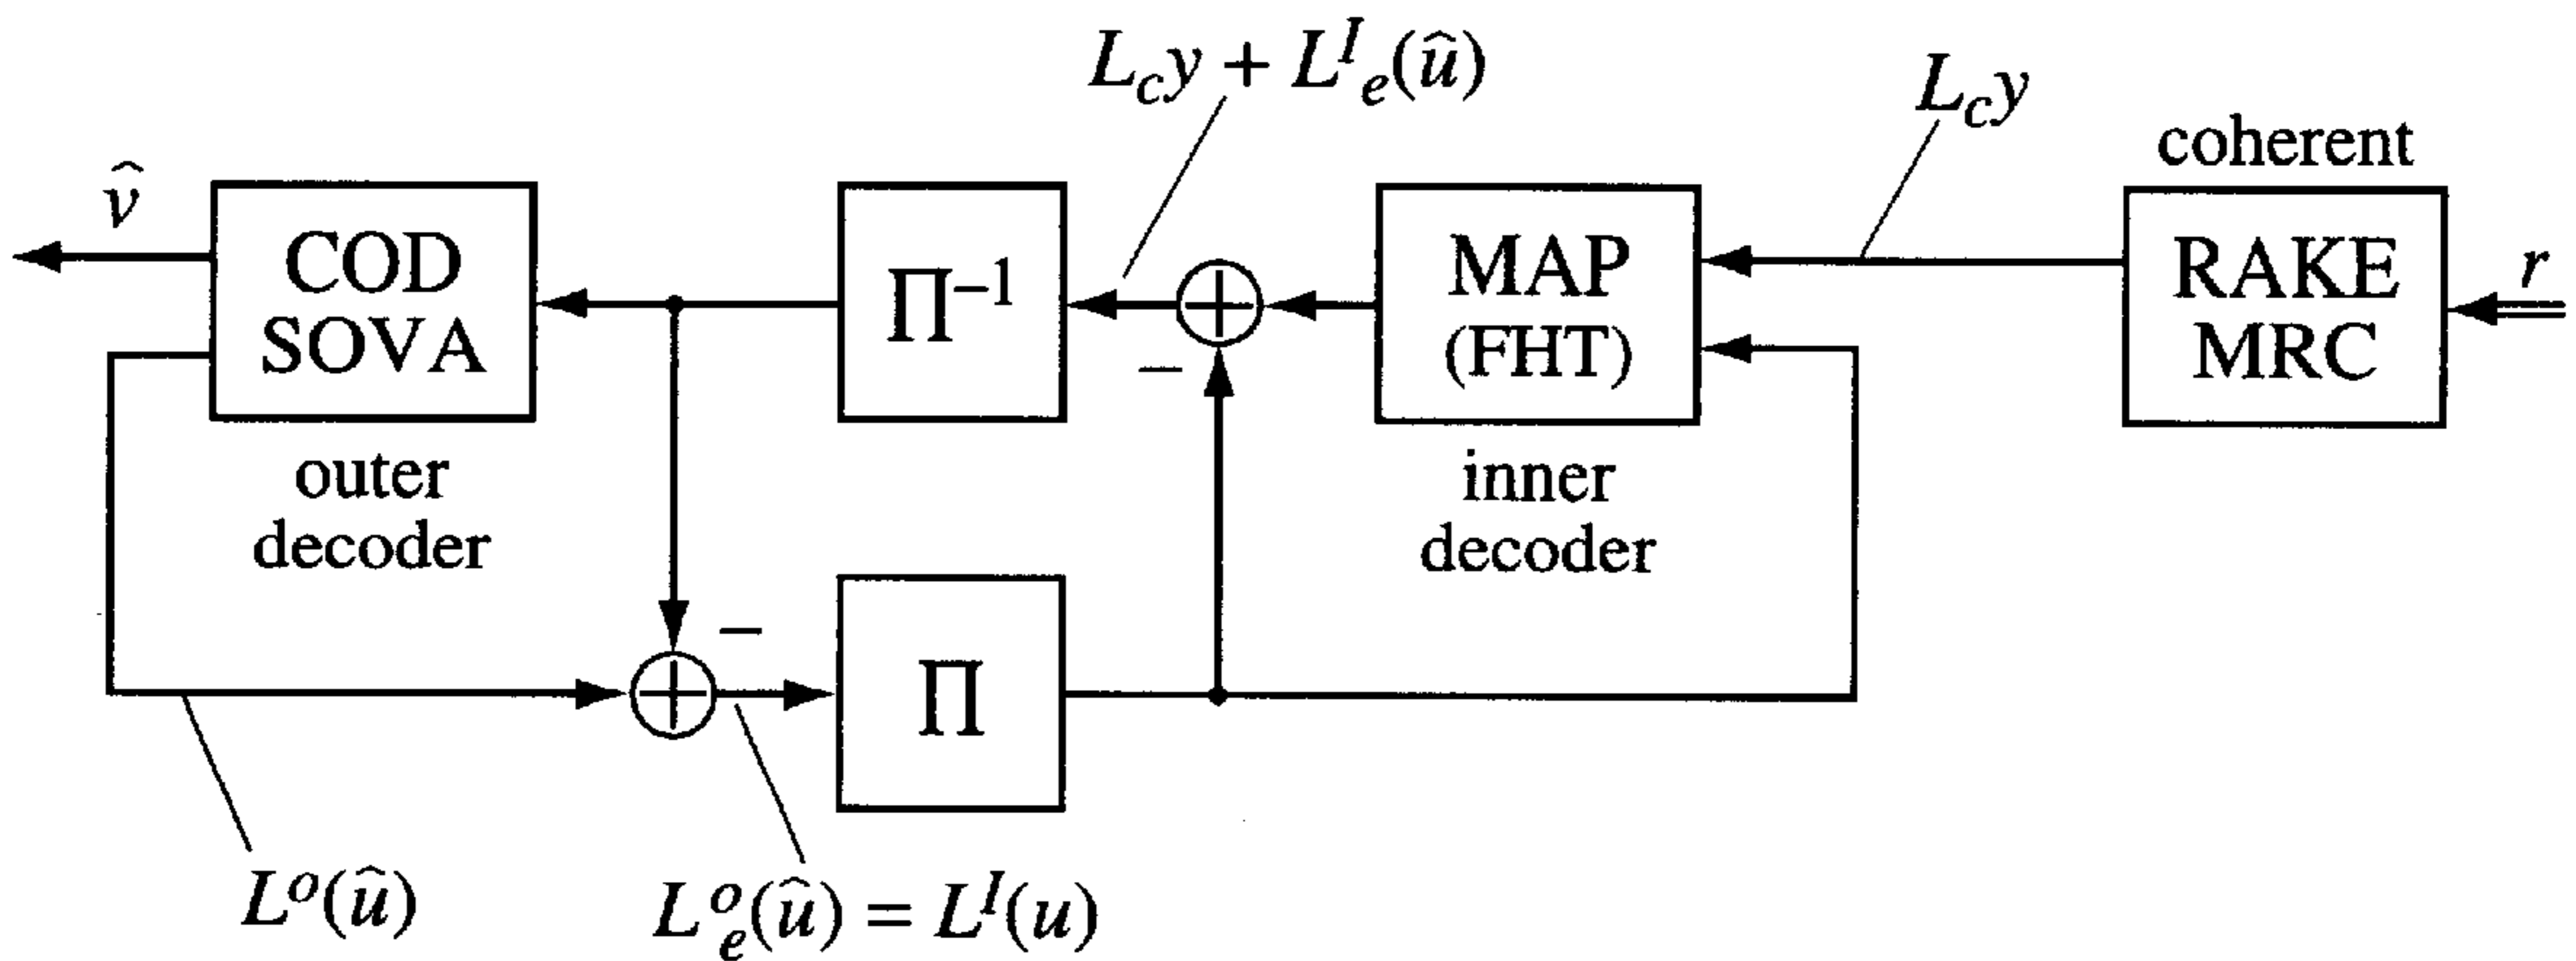 L_c y + L^I_e(û)
L_c y
coherent
v̂
COD
SOVA
Π⁻¹
+
−
MAP
(FHT)
RAKE
MRC
r
outer
decoder
inner
decoder
−
+
Π
L^o(û)
L^o_e(û) = L^I(u)